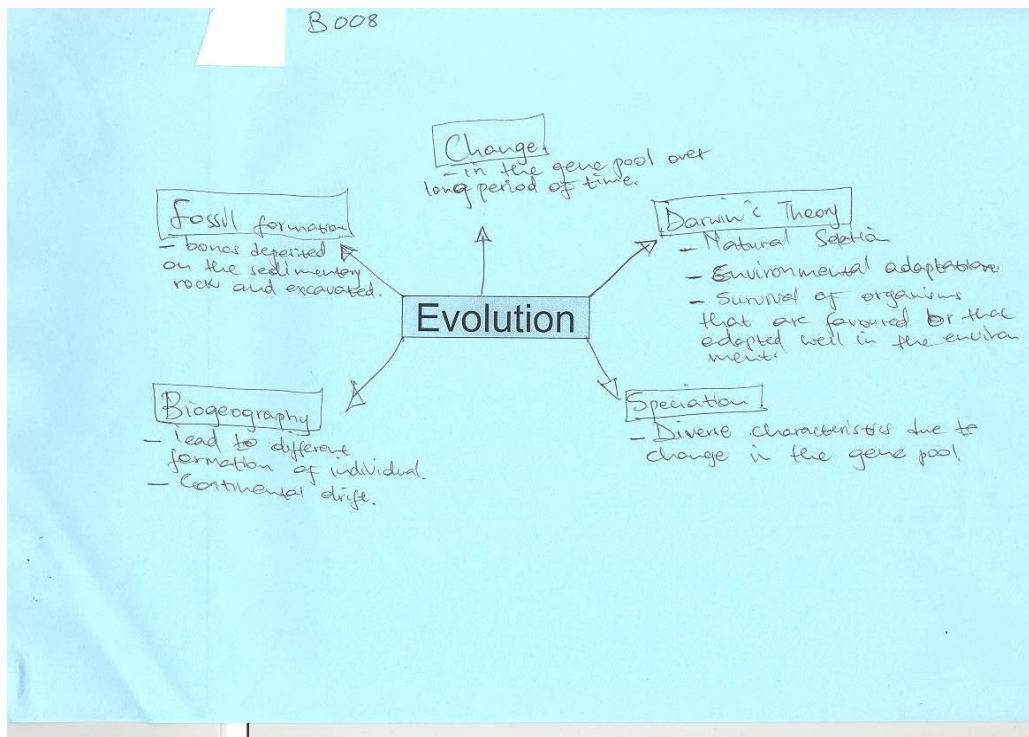 B008
Change.
- in the gene pool over
long period of time.
Fossil formation
- bones deposited
on the sedimentary
rock and excavated.
Darwin's Theory
- Natural Seletion
- Environmental adaptation.
- Survival of organisms
that are favoured or that
adapted well in the environ
ment.
Evolution
Biogeography
- lead to different
formation of individual.
- Continental drift.
Speciation.
- Diverse characteristics due to
change in the gene pool